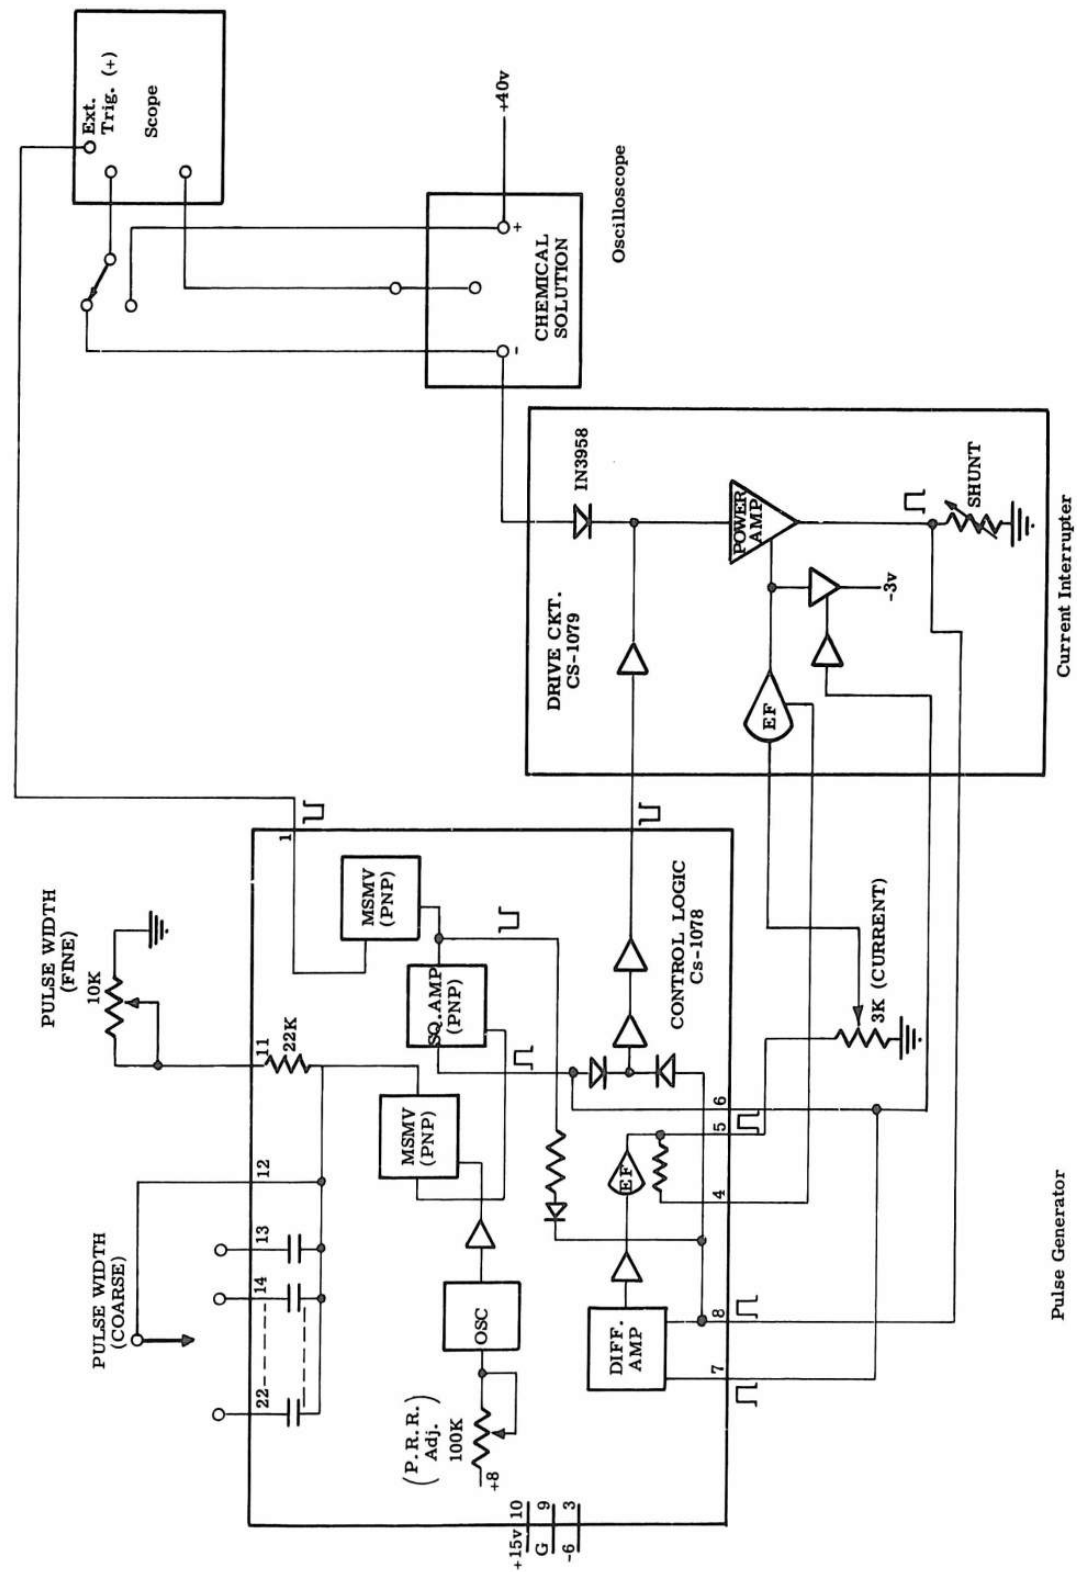 PULSE WIDTH
(COARSE)
PULSE WIDTH
(FINE)
10K
22
14
13
12
11
22K
1
Ext.
Trig. (+)
Scope
(P.R.R.
Adj.)
100K
+8
OSC
MSMV
(PNP)
SQ.AMP
(PNP)
MSMV
(PNP)
+15v 10
G 9
-6 3
DIFF.
AMP
EF
CONTROL LOGIC
Cs-1078
7
8
4
5
6
3K (CURRENT)
DRIVE CKT.
CS-1079
IN3958
EF
POWER
AMP
-3v
SHUNT
-
+
CHEMICAL
SOLUTION
+40v
Pulse Generator
Current Interrupter
Oscilloscope